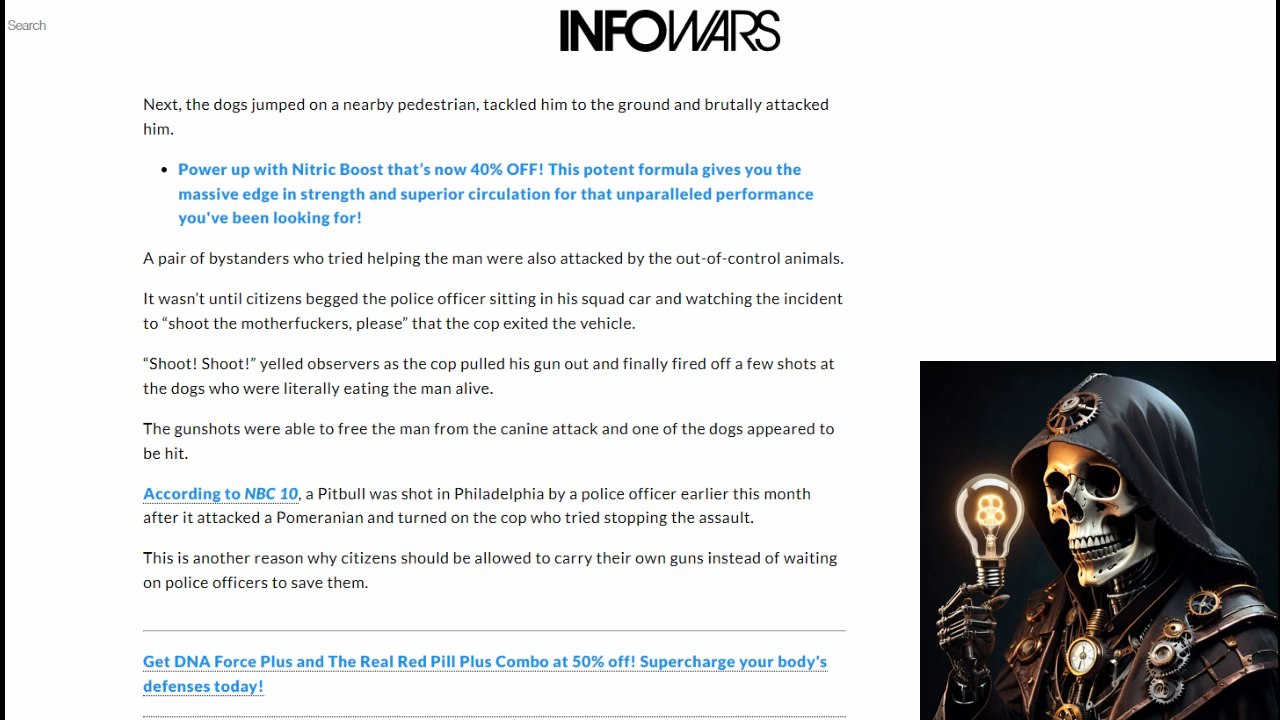 Search
INFOWARS
Next, the dogs jumped on a nearby pedestrian, tackled him to the ground and brutally attacked
him.
• Power up with Nitric Boost that's now 40% OFF! This potent formula gives you the
massive edge in strength and superior circulation for that unparalleled performance
you've been looking for!
A pair of bystanders who tried helping the man were also attacked by the out-of-control animals.
It wasn't until citizens begged the police officer sitting in his squad car and watching the incident
to “shoot the motherfuckers, please” that the cop exited the vehicle.
“Shoot! Shoot!” yelled observers as the cop pulled his gun out and finally fired off a few shots at
the dogs who were literally eating the man alive.
The gunshots were able to free the man from the canine attack and one of the dogs appeared to
be hit.
According to NBC 10, a Pitbull was shot in Philadelphia by a police officer earlier this month
after it attacked a Pomeranian and turned on the cop who tried stopping the assault.
This is another reason why citizens should be allowed to carry their own guns instead of waiting
on police officers to save them.
Get DNA Force Plus and The Real Red Pill Plus Combo at 50% off! Supercharge your body's
defenses today!